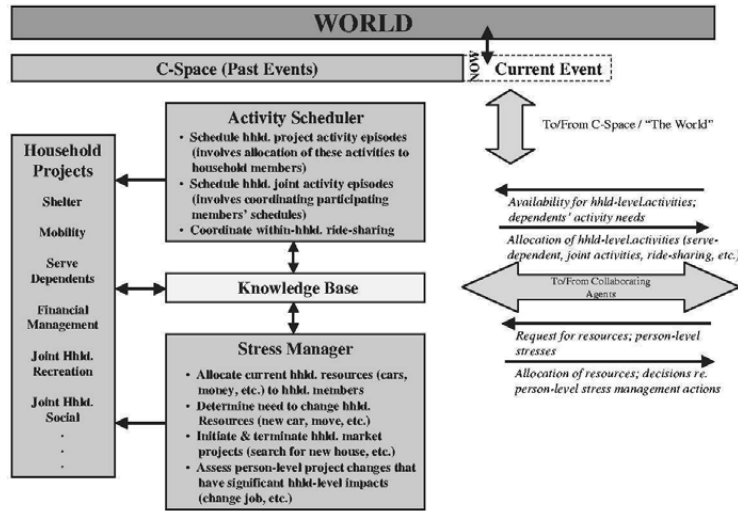 WORLD
C-Space (Past Events)
NOW
Current Event
To/From C-Space / “The World”
Household
Projects
Shelter
Mobility
Serve
Dependents
Financial
Management
Joint Hhld.
Recreation
Joint Hhld.
Social
.
.
.
Activity Scheduler
• Schedule hhld. project activity episodes
(involves allocation of these activities to
household members)
• Schedule hhld. joint activity episodes
(involves coordinating participating
members’ schedules)
• Coordinate within-hhld. ride-sharing
Knowledge Base
Stress Manager
• Allocate current hhld. resources (cars,
money, etc.) to hhld. members
• Determine need to change hhld.
Resources (new car, move, etc.)
• Initiate & terminate hhld. market
projects (search for new house, etc.)
• Assess person-level project changes that
have significant hhld-level impacts
(change job, etc.)
Availability for hhld-level.activities;
dependents’ activity needs
Allocation of hhld-level.activities (serve-
dependent, joint activities, ride-sharing, etc.)
To/From Collaborating
Agents
Request for resources; person-level
stresses
Allocation of resources; decisions re.
person-level stress management actions